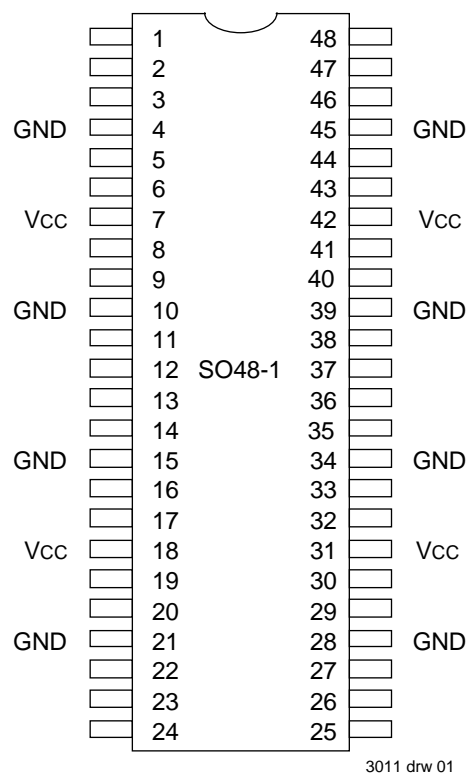 1 48
2 47
3 46
GND 4 45 GND
5 44
6 43
VCC 7 42 VCC
8 41
9 40
GND 10 39 GND
11 38
12 SO48-1 37
13 36
14 35
GND 15 34 GND
16 33
17 32
VCC 18 31 VCC
19 30
20 29
GND 21 28 GND
22 27
23 26
24 25
3011 drw 01